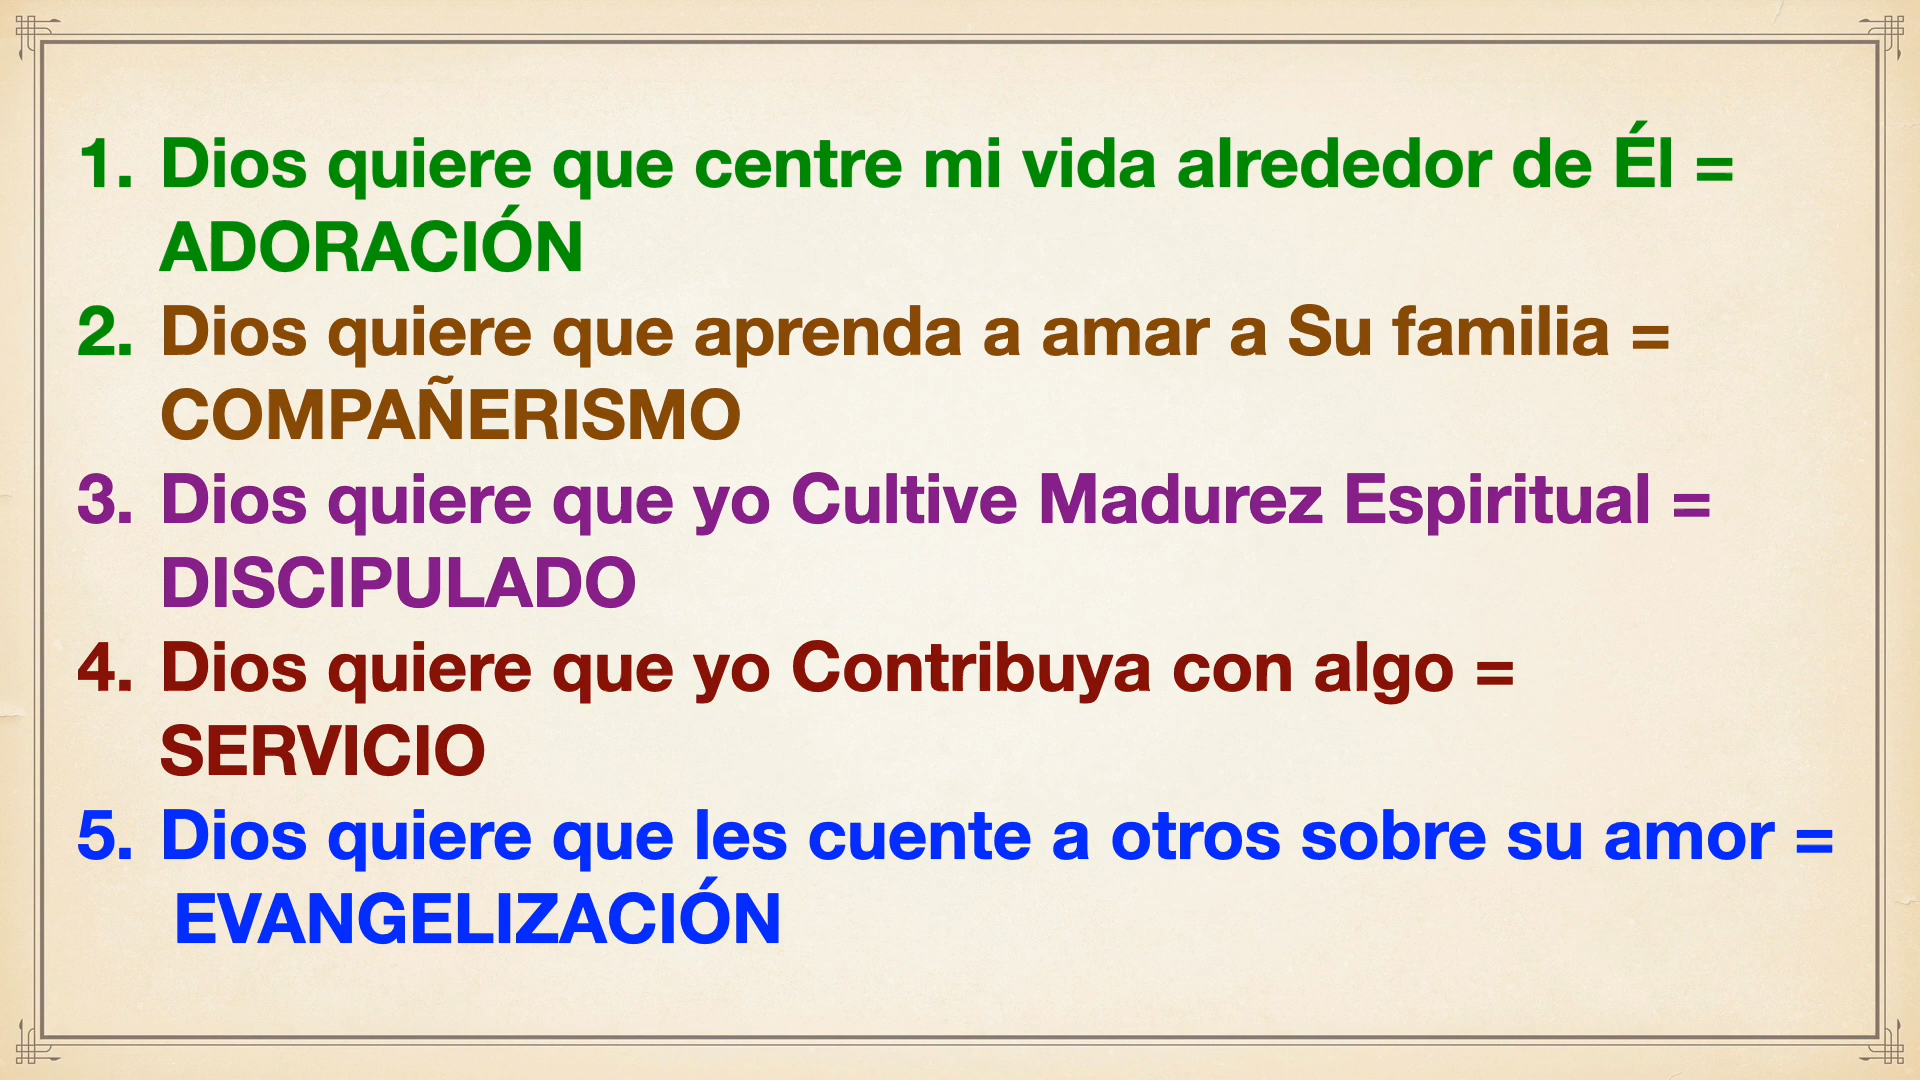 1. Dios quiere que centre mi vida alrededor de Él =
ADORACIÓN
2. Dios quiere que aprenda a amar a Su familia =
COMPAÑERISMO
3. Dios quiere que yo Cultive Madurez Espiritual =
DISCIPULADO
4. Dios quiere que yo Contribuya con algo =
SERVICIO
5. Dios quiere que les cuente a otros sobre su amor =
EVANGELIZACIÓN